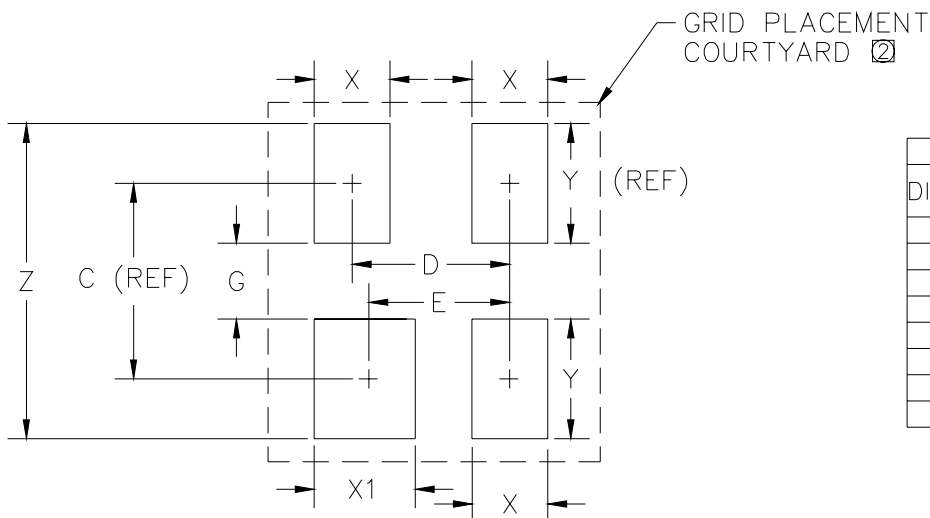 GRID PLACEMENT
COURTYARD ②
X
X
Y (REF)
DI
D
Z
C (REF)
G
E
Y
X1
X